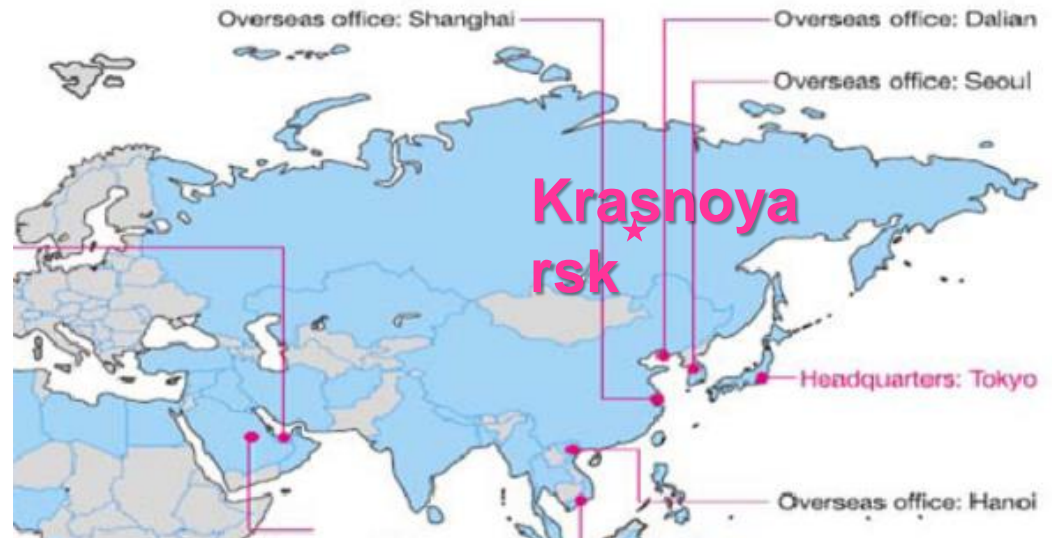 Overseas office: Shanghai
Overseas office: Dalian
Overseas office: Seoul
Krasnoya
rsk
Headquarters: Tokyo
Overseas office: Hanoi